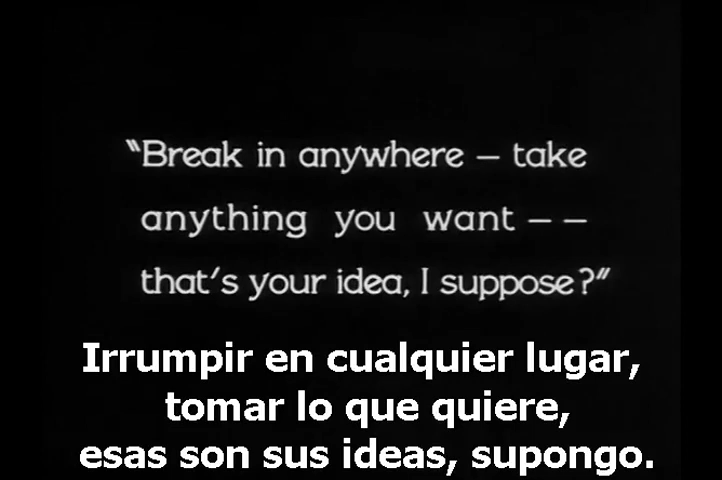 “Break in anywhere — take
anything you want — —
that's your idea, I suppose?”
Irrumpir en cualquier lugar,
tomar lo que quiere,
esas son sus ideas, supongo.